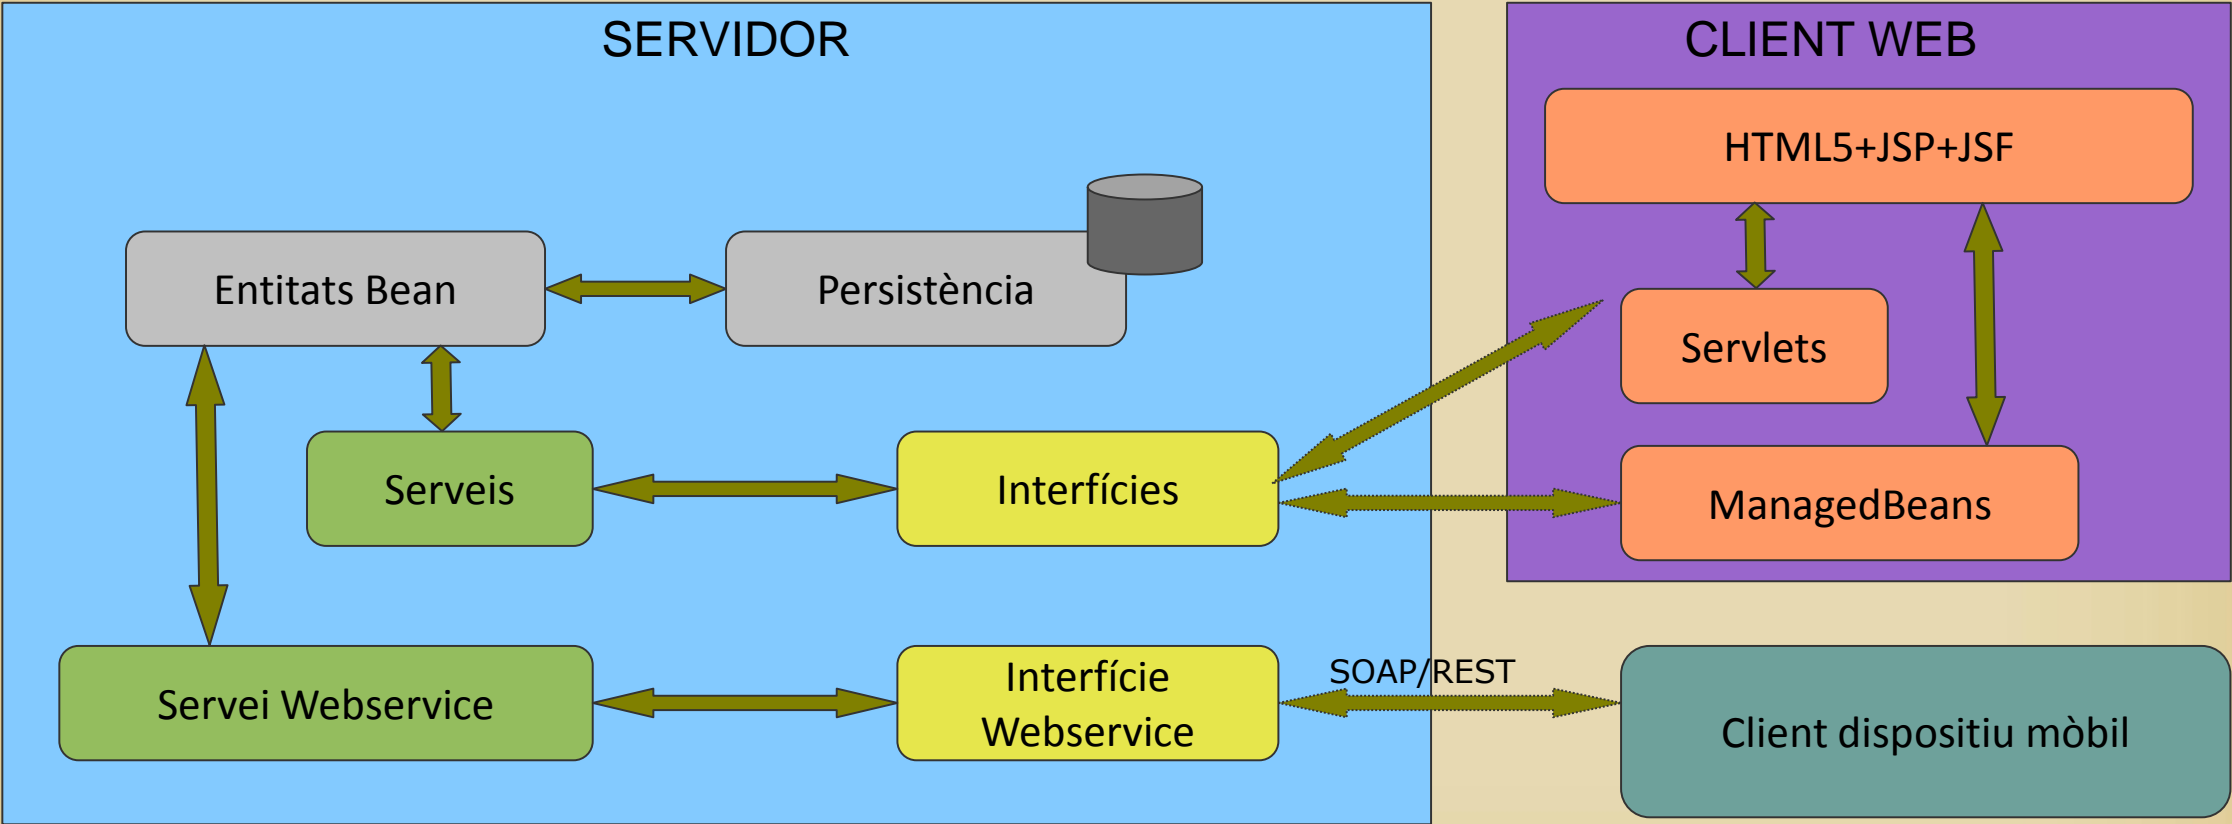 SERVIDOR
CLIENT WEB
HTML5+JSP+JSF
Entitats Bean
Persistència
Servlets
Serveis
Interfícies
ManagedBeans
Servei Webservice
Interfície
Webservice
SOAP/REST
Client dispositiu mòbil